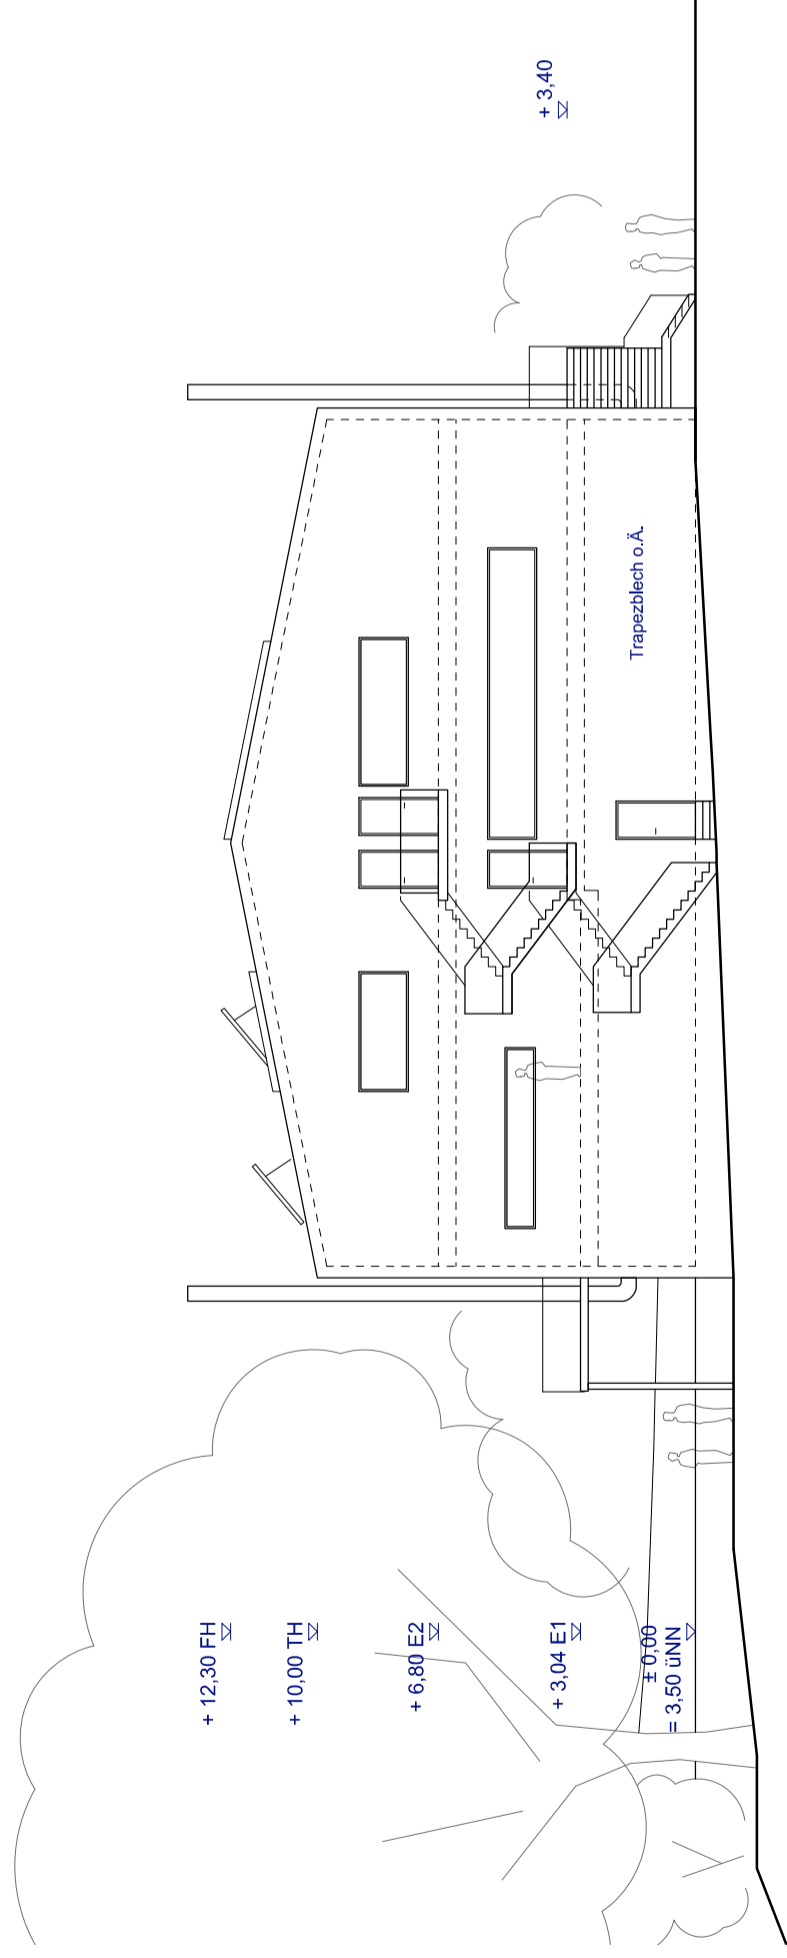 + 3,40
Trapezblech o.Ä.
+ 12,30 FH
+ 10,00 TH
+ 6,80 E2
+ 3,04 E1
± 0,00
= 3,50 üNN